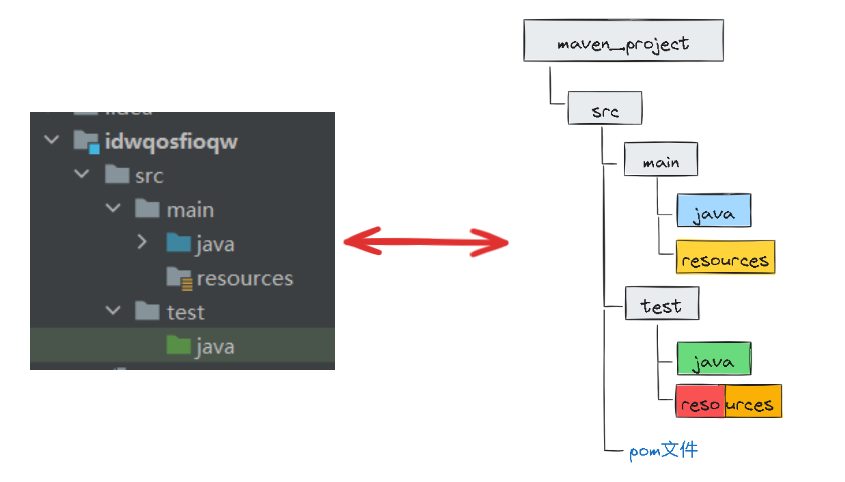 idwqosfioqw
src
main
java
resources
test
java
maven_project
src
main
java
resources
test
java
resources
pom文件